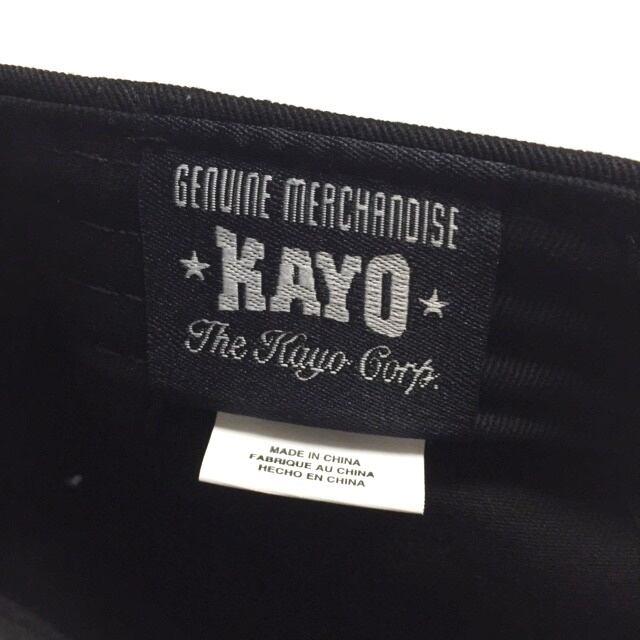 GENUINE MERCHANDISE
KAYO
The Kayo Corp.
MADE IN CHINA
FABRIQUE AU CHINA
HECHO EN CHINA